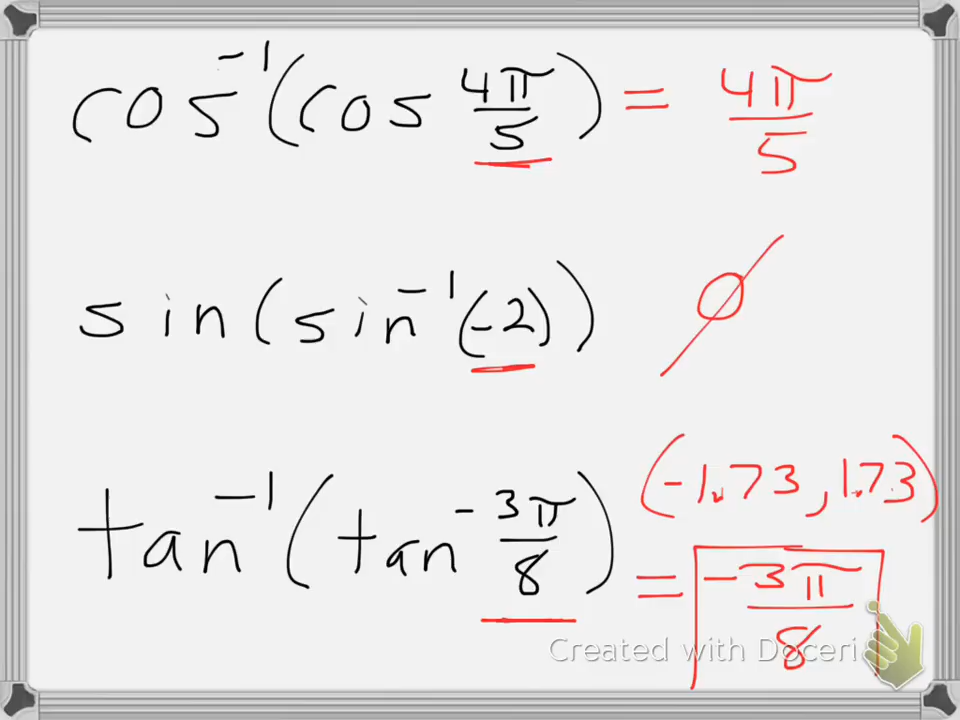 cos⁻¹(cos 4π/5) = 4π/5
sin(sin⁻¹(-2)) ∅
(-1.73, 1.73)
tan⁻¹(tan -3π/8) = -3π/8
Created with Doceri